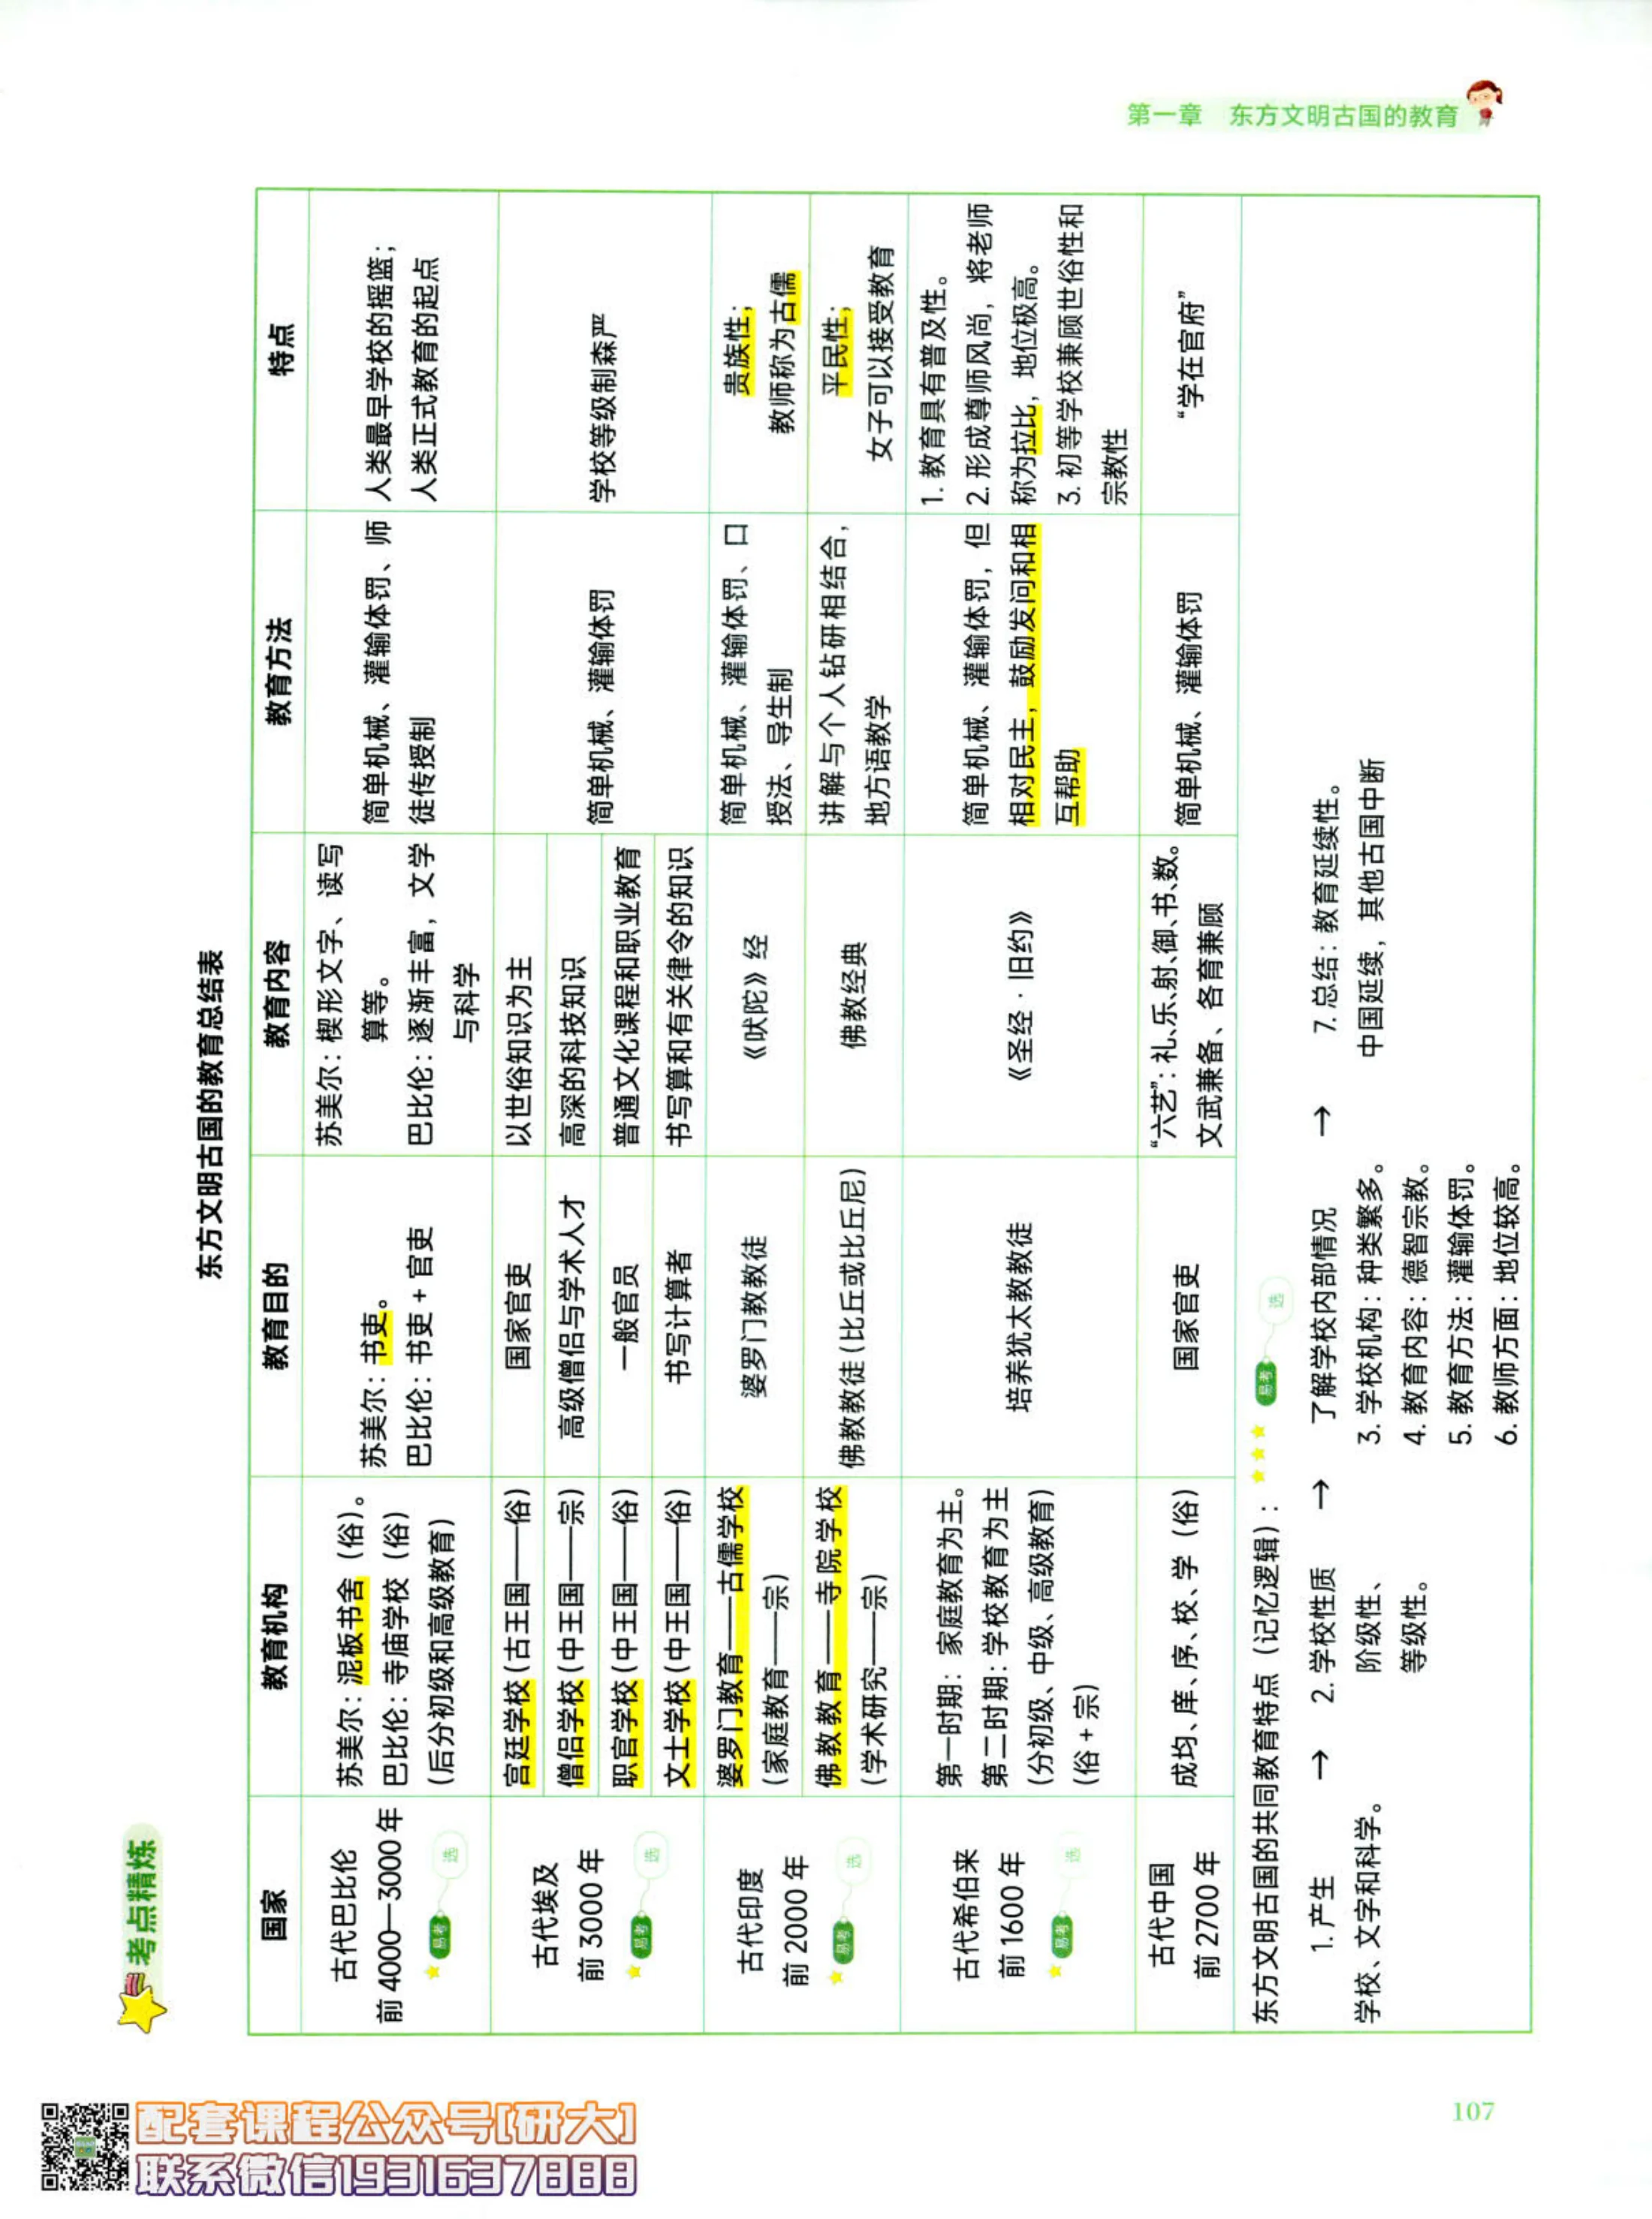 第一章 东方文明古国的教育
考点精炼
东方文明古国的教育总结表
国家
教育机构
教育目的
教育内容
教育方法
特点
古代巴比伦
前 4000—3000 年
易考
选
苏美尔：泥板书舍（俗）。
巴比伦：寺庙学校（俗）
（后分初级和高级教育）
苏美尔：书吏。
巴比伦：书吏 + 官吏
苏美尔：楔形文字、读写
算等。
巴比伦：逐渐丰富，文学
与科学
简单机械、灌输体罚、师
徒传授制
人类最早学校的摇篮；
人类正式教育的起点
古代埃及
前 3000 年
易考
选
宫廷学校（古王国——俗）
国家官吏
以世俗知识为主
僧侣学校（中王国——宗）
高级僧侣与学术人才
高深的科技知识
职官学校（中王国——俗）
一般官员
普通文化课程和职业教育
文士学校（中王国——俗）
书写计算者
书写算和有关律令的知识
简单机械、灌输体罚
学校等级制森严
古代印度
前 2000 年
易考
选
婆罗门教育——古儒学校
（家庭教育——宗）
婆罗门教教徒
《吠陀》经
简单机械、灌输体罚、口
授法、导生制
贵族性；
教师称为古儒
佛教教育——寺院学校
（学术研究——宗）
佛教教徒（比丘或比丘尼）
佛教经典
讲解与个人钻研相结合，
地方语教学
平民性；
女子可以接受教育
古代希伯来
前 1600 年
易考
选
第一时期：家庭教育为主。
第二时期：学校教育为主
（分初级、中级、高级教育）
（俗 + 宗）
培养犹太教教徒
《圣经·旧约》
简单机械、灌输体罚，但
相对民主，鼓励发问和相
互帮助
1. 教育具有普及性。
2. 形成尊师风尚，将老师
称为拉比，地位极高。
3. 初等学校兼顾世俗性和
宗教性
古代中国
前 2700 年
成均、庠、序、校、学（俗）
国家官吏
“六艺”：礼、乐、射、御、书、数。
文武兼备、各育兼顾
简单机械、灌输体罚
“学在官府”
东方文明古国的共同教育特点（记忆逻辑）：
易考
选
1. 产生 → 2. 学校性质 → 了解学校内部情况 → 7. 总结：教育延续性。
学校、文字和科学。 阶级性、 3. 学校机构：种类繁多。 中国延续，其他古国中断
等级性。 4. 教育内容：德智宗教。
5. 教育方法：灌输体罚。
6. 教师方面：地位较高。
107
配套课程公众号[研大]
联系微信1931637888